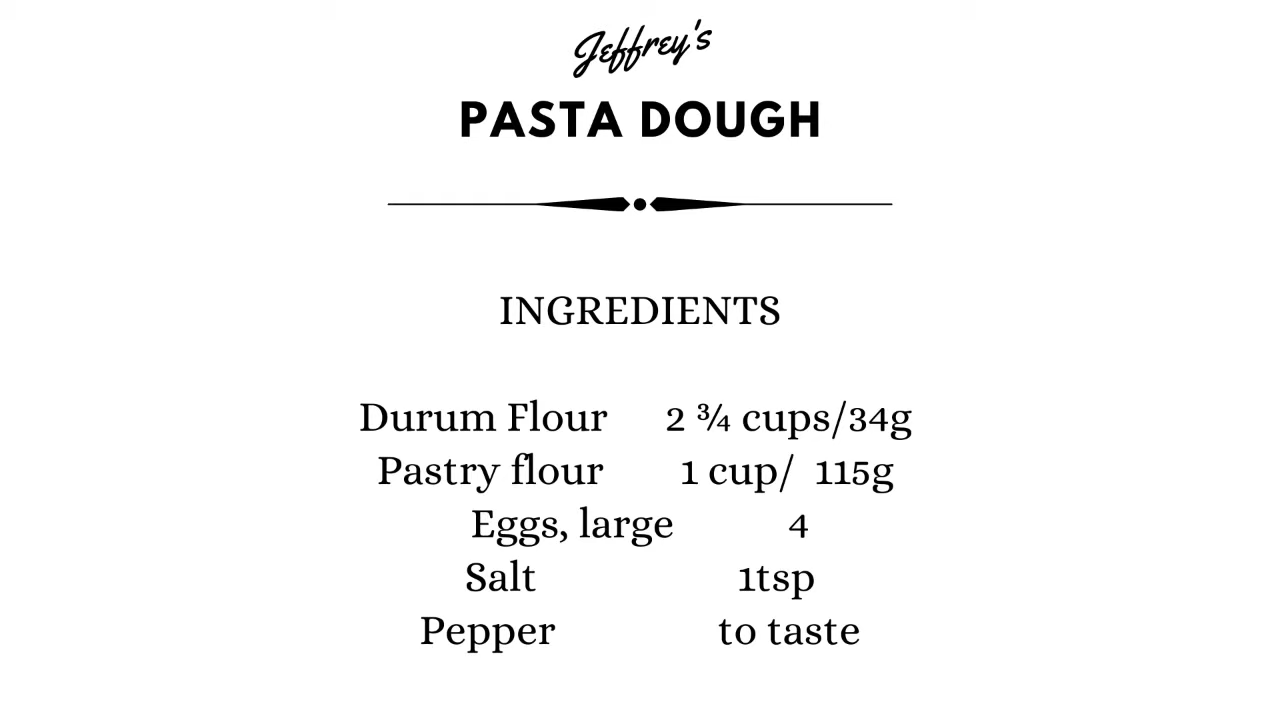 Jeffrey's
PASTA DOUGH
INGREDIENTS
Durum Flour 2 ¾ cups/34g
Pastry flour 1 cup/ 115g
Eggs, large 4
Salt 1tsp
Pepper to taste